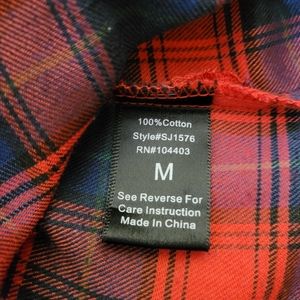 100%Cotton
Style#SJ1576
RN#104403
M
See Reverse For
Care Instruction
Made In China